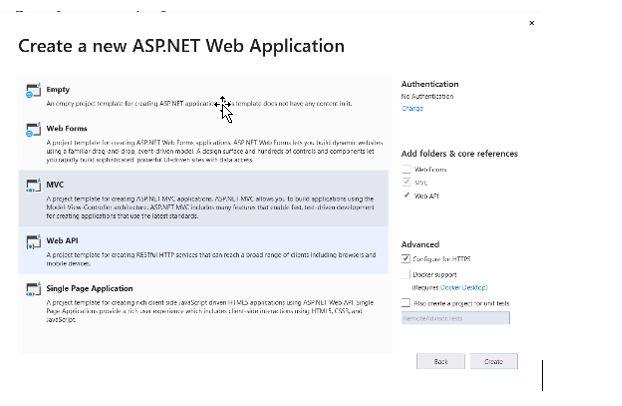 Create a new ASP.NET Web Application
Empty
An empty project template for creating ASP.NET template does not have any content in it.
Web Forms
A project template for creating ASP.NET Web Forms applications. ASP.NET Web Forms lets you build dynamic websites
using a familiar drag-and-drop, event-driven model. A design surface and hundreds of controls and components let
you rapidly build sophisticated, powerful UI-driven sites with data access.
MVC
A project template for creating ASP.NET MVC applications. ASP.NET MVC allows you to build applications using the
Model-View-Controller architecture. ASP.NET MVC includes many features that enable fast, test-driven development
for creating applications that use the latest standards.
Web API
A project template for creating RESTful HTTP services that can reach a broad range of clients including browsers and
mobile devices.
Single Page Application
A project template for creating rich client side JavaScript driven HTML5 applications using ASP.NET Web API. Single
Page Applications provide a rich user experience which includes client-side interactions using HTML5, CSS3, and
JavaScript.
Authentication
No Authentication
Change
Add folders & core references
Web Forms
MVC
Web API
Advanced
Configure for HTTPS
Docker support
(Requires Docker Desktop)
Also create a project for unit tests
RemoteAdvisor.Tests
Back
Create